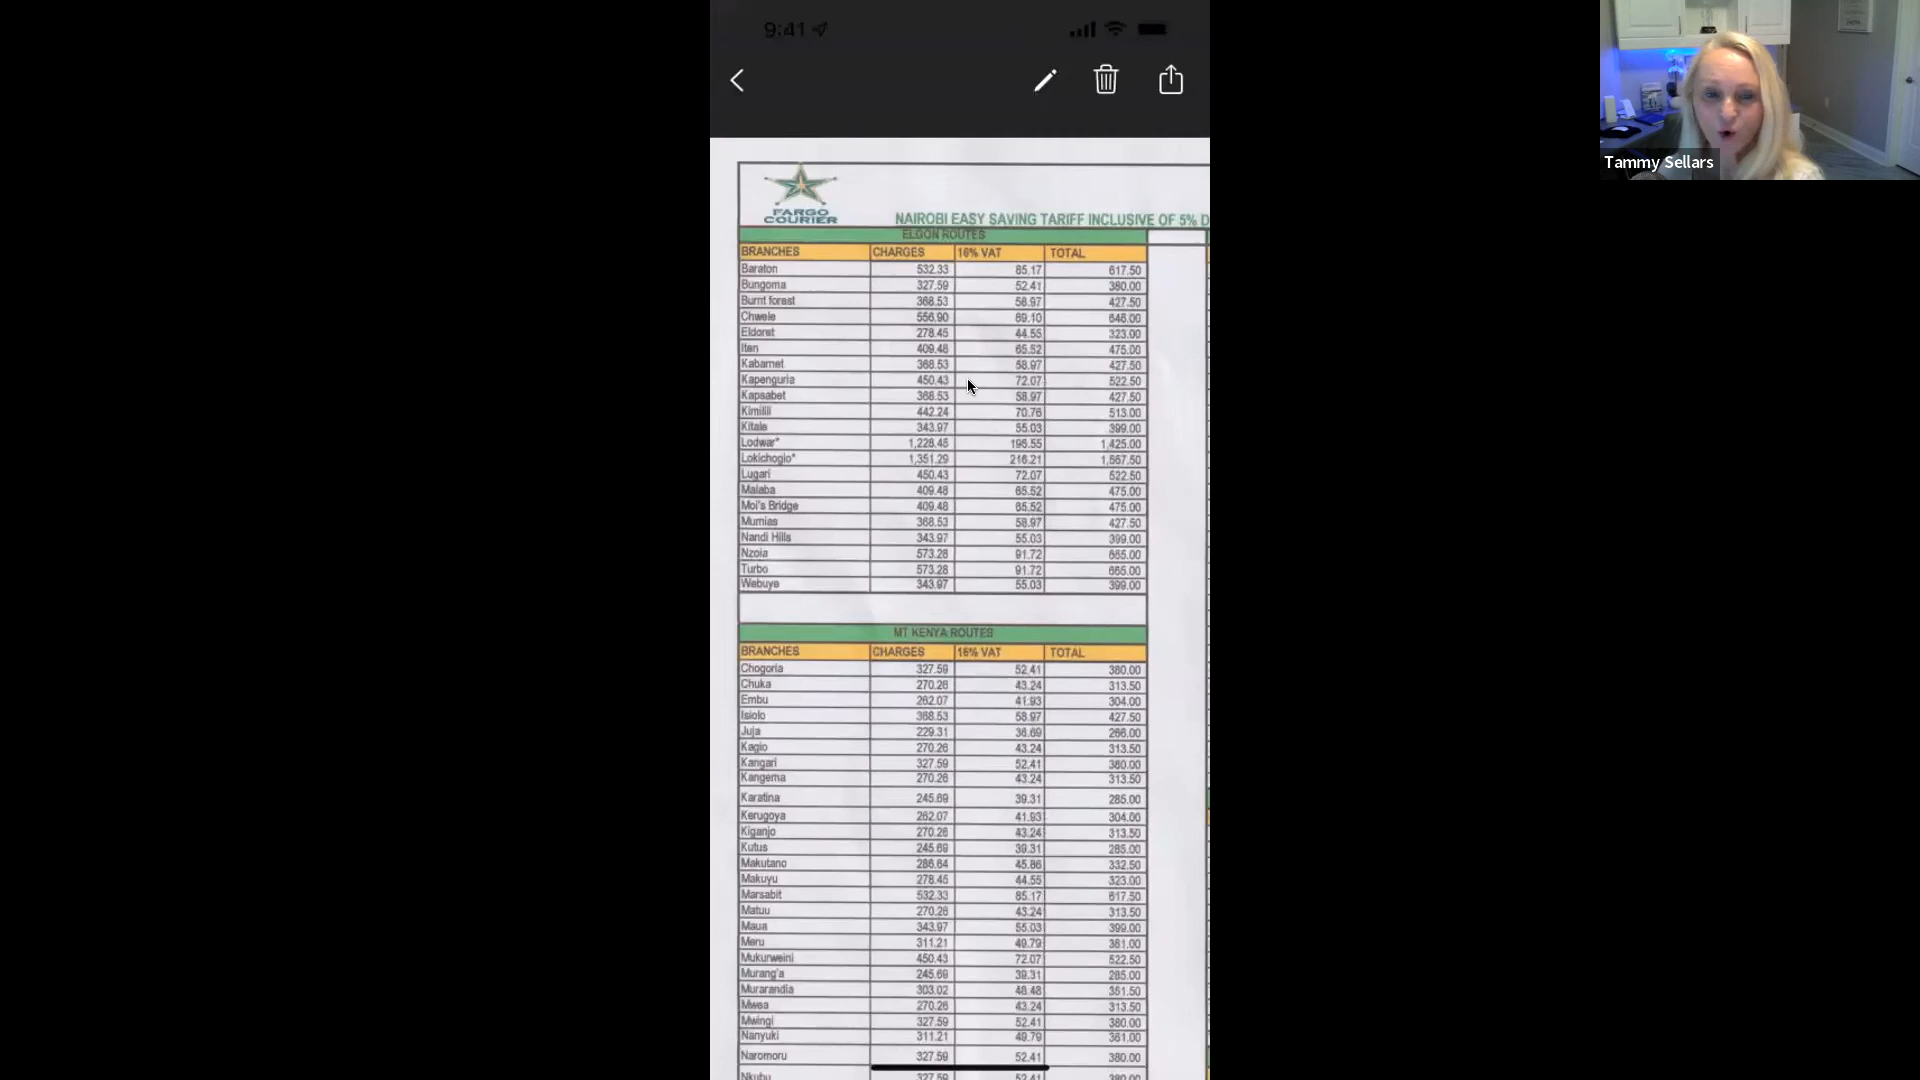 9:41
Tammy Sellars
FARGO COURIER
NAIROBI EASY SAVING TARIFF INCLUSIVE OF 5% D
ELGON ROUTES
BRANCHES CHARGES 16% VAT TOTAL
Baraton 532.33 85.17 617.50
Bungoma 327.59 52.41 380.00
Burnt forest 368.53 58.97 427.50
Chwele 556.90 89.10 646.00
Eldoret 278.45 44.55 323.00
Iten 409.48 65.52 475.00
Kabarnet 368.53 58.97 427.50
Kapenguria 450.43 72.07 522.50
Kapsabet 368.53 58.97 427.50
Kimilili 442.24 70.76 513.00
Kitale 343.97 55.03 399.00
Lodwar* 1,228.45 196.55 1,425.00
Lokichogio* 1,351.29 216.21 1,567.50
Lugari 450.43 72.07 522.50
Malaba 409.48 65.52 475.00
Moi's Bridge 409.48 65.52 475.00
Mumias 368.53 58.97 427.50
Nandi Hills 343.97 55.03 399.00
Nzoia 573.28 91.72 665.00
Turbo 573.28 91.72 665.00
Webuye 343.97 55.03 399.00
MT KENYA ROUTES
BRANCHES CHARGES 16% VAT TOTAL
Chogoria 327.59 52.41 380.00
Chuka 270.26 43.24 313.50
Embu 262.07 41.93 304.00
Isiolo 368.53 58.97 427.50
Juja 229.31 36.69 266.00
Kagio 270.26 43.24 313.50
Kangari 327.59 52.41 380.00
Kangema 270.26 43.24 313.50
Karatina 245.69 39.31 285.00
Kerugoya 262.07 41.93 304.00
Kiganjo 270.26 43.24 313.50
Kutus 245.69 39.31 285.00
Makutano 286.64 45.86 332.50
Makuyu 278.45 44.55 323.00
Marsabit 532.33 85.17 617.50
Matuu 270.26 43.24 313.50
Maua 343.97 55.03 399.00
Meru 311.21 49.79 361.00
Mukurweini 450.43 72.07 522.50
Murang'a 245.69 39.31 285.00
Murarandia 303.02 48.48 351.50
Mwea 270.26 43.24 313.50
Mwingi 327.59 52.41 380.00
Nanyuki 311.21 49.79 361.00
Naromoru 327.59 52.41 380.00
Nkubu 327.59 52.41 380.00